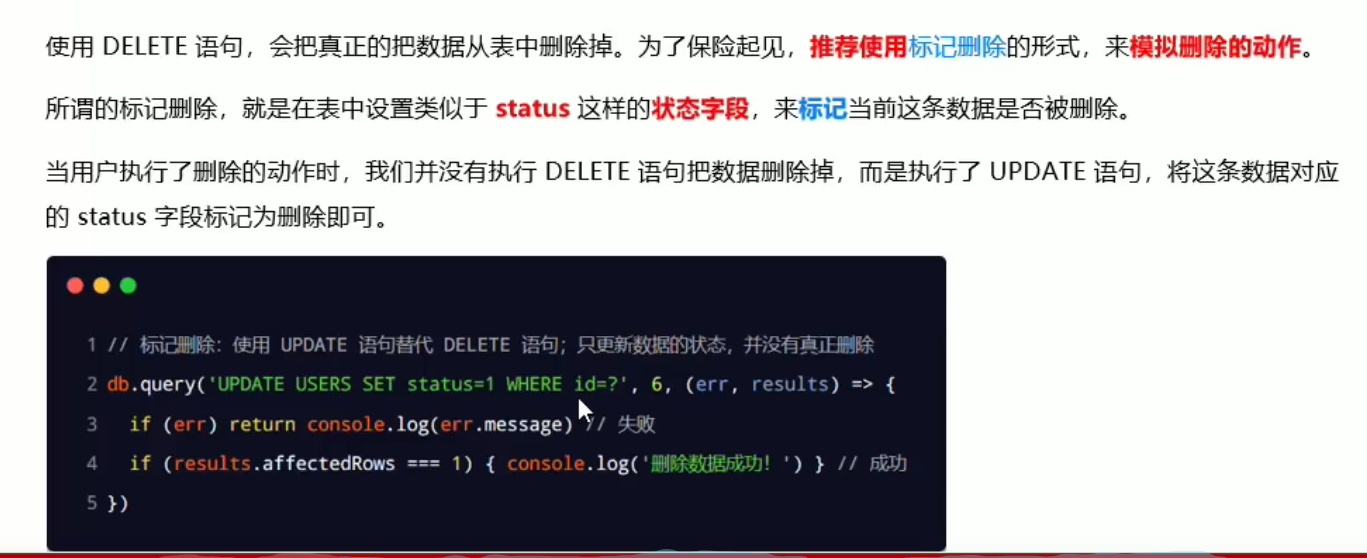 使用 DELETE 语句，会把真正的把数据从表中删除掉。为了保险起见，推荐使用标记删除的形式，来模拟删除的动作。
所谓的标记删除，就是在表中设置类似于 status 这样的状态字段，来标记当前这条数据是否被删除。
当用户执行了删除的动作时，我们并没有执行 DELETE 语句把数据删除掉，而是执行了 UPDATE 语句，将这条数据对应
的 status 字段标记为删除即可。
1 // 标记删除：使用 UPDATE 语句替代 DELETE 语句；只更新数据的状态，并没有真正删除
2 db.query('UPDATE USERS SET status=1 WHERE id=?', 6, (err, results) => {
3 if (err) return console.log(err.message) // 失败
4 if (results.affectedRows === 1) { console.log('删除数据成功！') } // 成功
5 })